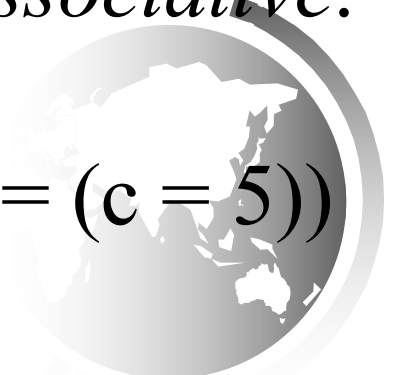 ssociative.
= (c = 5))